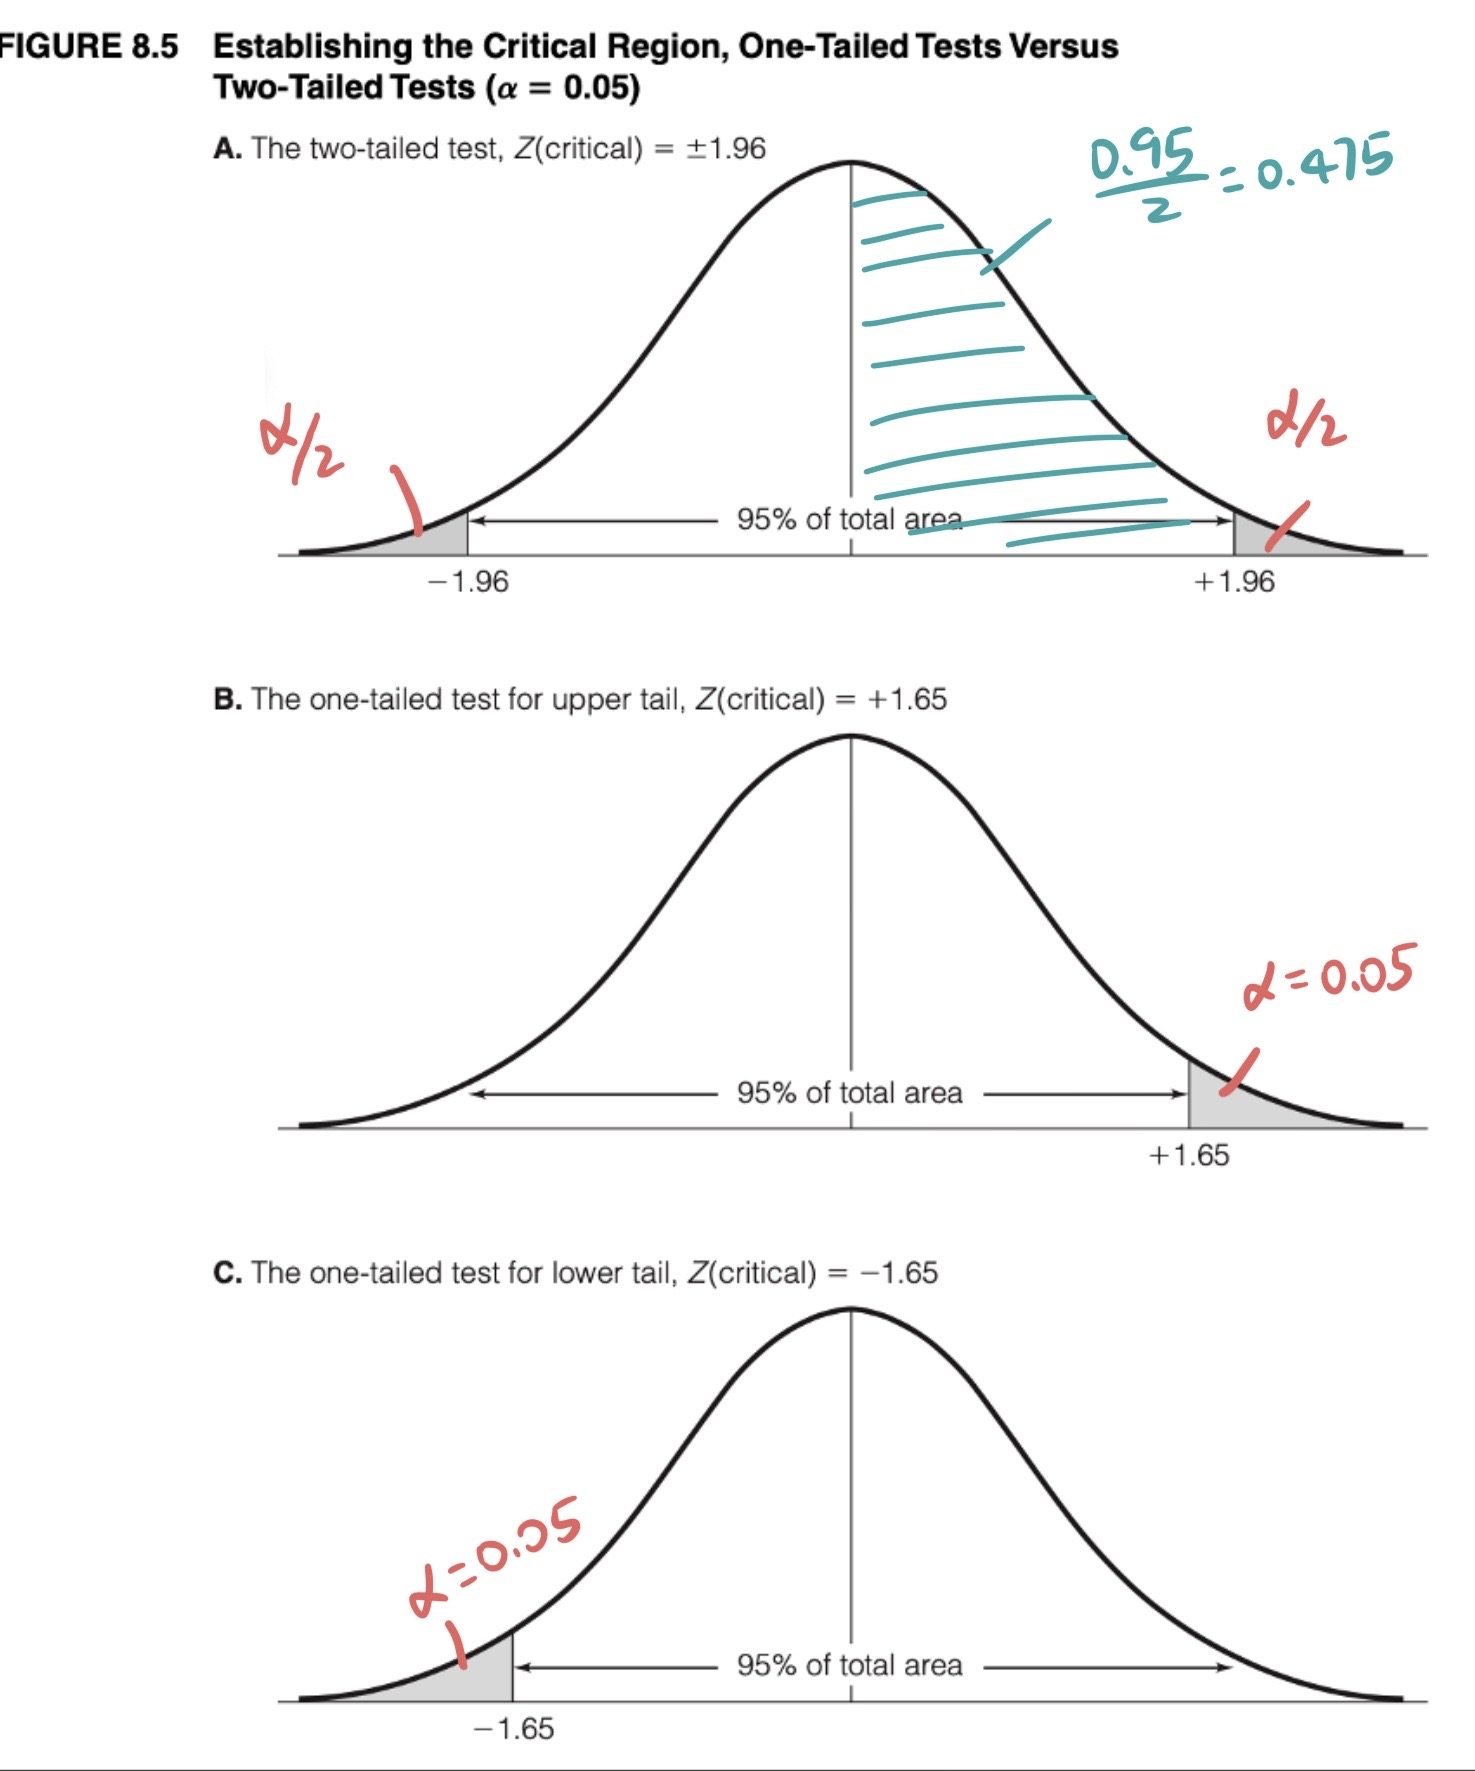 FIGURE 8.5 Establishing the Critical Region, One-Tailed Tests Versus
Two-Tailed Tests (α = 0.05)
A. The two-tailed test, Z(critical) = ±1.96
0.95/2 = 0.475
α/2
α/2
95% of total area
−1.96
+1.96
B. The one-tailed test for upper tail, Z(critical) = +1.65
α = 0.05
95% of total area
+1.65
C. The one-tailed test for lower tail, Z(critical) = −1.65
α = 0.05
95% of total area
−1.65